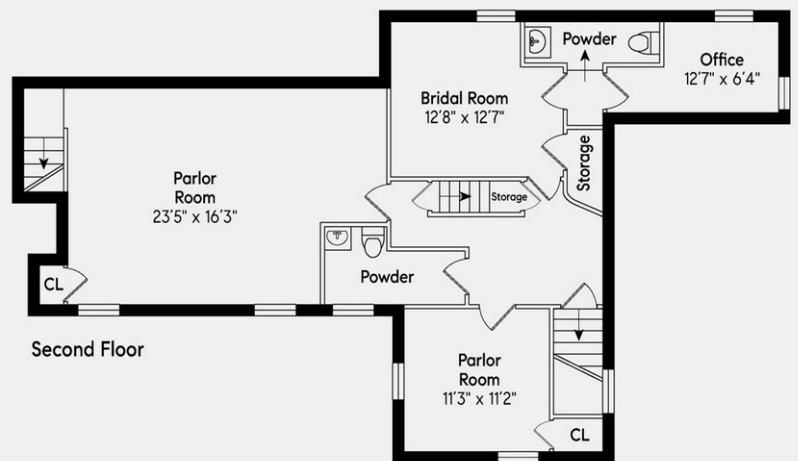 Powder
Office
12'7" x 6'4"
Bridal Room
12'8" x 12'7"
Storage
Parlor
Room
23'5" x 16'3"
Storage
Powder
CL
Second Floor
Parlor
Room
11'3" x 11'2"
CL